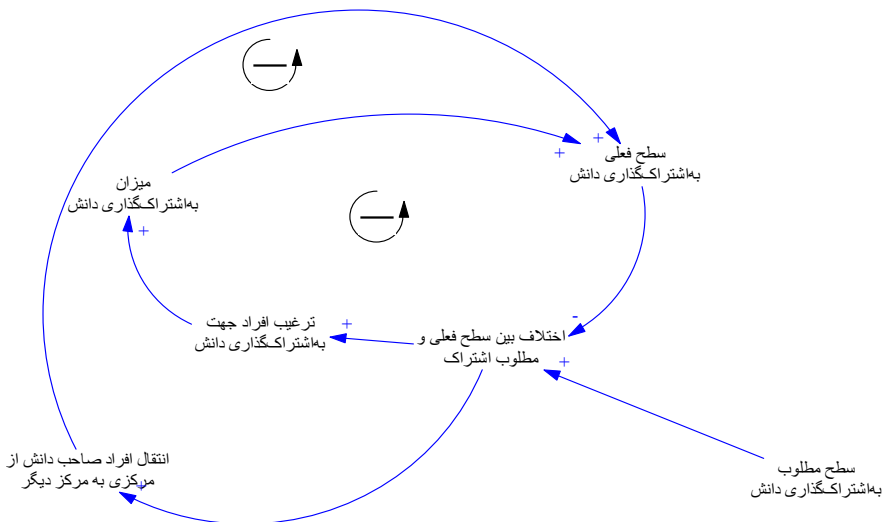 سطح فعلی
به‌اشتراک‌گذاری دانش
+
+
میزان
به‌اشتراک‌گذاری دانش
+
ترغیب افراد جهت
به‌اشتراک‌گذاری دانش
+
-
اختلاف بین سطح فعلی و
مطلوب اشتراک
+
انتقال افراد صاحب دانش از
مرکزی به مرکز دیگر
+
سطح مطلوب
به‌اشتراک‌گذاری دانش